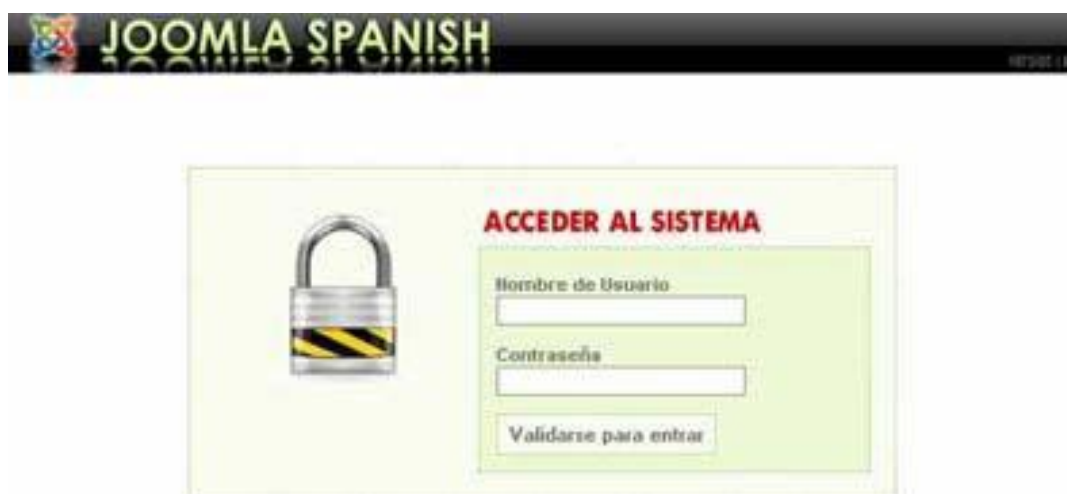 JOOMLA SPANISH
ACCEDER AL SISTEMA
Nombre de Usuario
Contraseña
Validarse para entrar